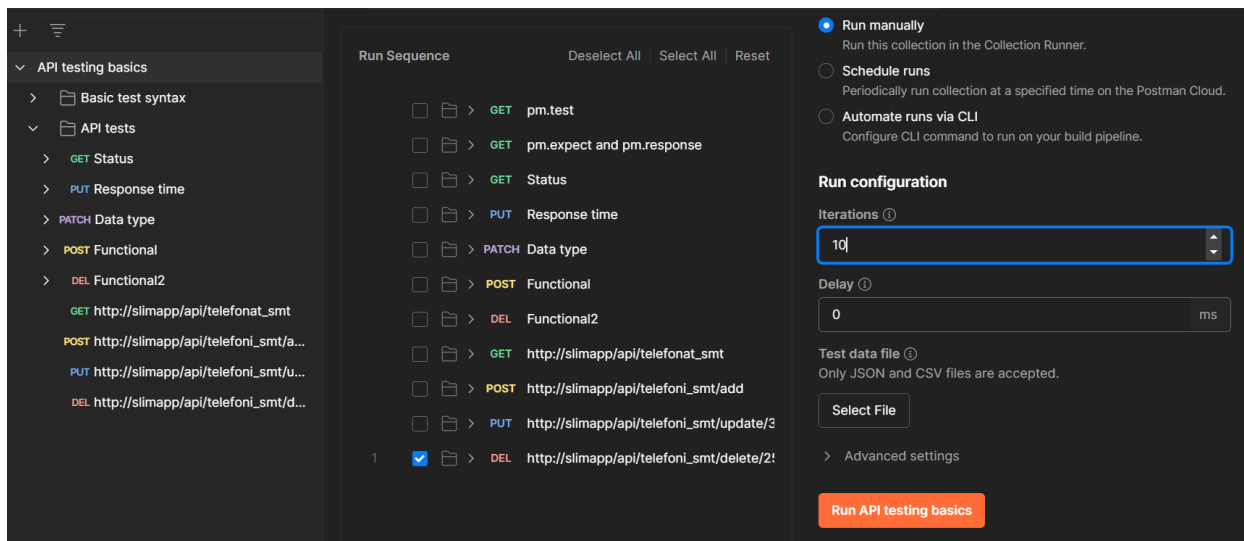 API testing basics
Basic test syntax
API tests
GET Status
PUT Response time
PATCH Data type
POST Functional
DEL Functional2
GET http://slimapp/api/telefonat_smt
POST http://slimapp/api/telefoni_smt/a...
PUT http://slimapp/api/telefoni_smt/u...
DEL http://slimapp/api/telefoni_smt/d...
Run Sequence Deselect All Select All Reset
GET pm.test
GET pm.expect and pm.response
GET Status
PUT Response time
PATCH Data type
POST Functional
DEL Functional2
GET http://slimapp/api/telefonat_smt
POST http://slimapp/api/telefoni_smt/add
PUT http://slimapp/api/telefoni_smt/update/3
1 DEL http://slimapp/api/telefoni_smt/delete/25
Run manually
Run this collection in the Collection Runner.
Schedule runs
Periodically run collection at a specified time on the Postman Cloud.
Automate runs via CLI
Configure CLI command to run on your build pipeline.
Run configuration
Iterations
10
Delay
0 ms
Test data file
Only JSON and CSV files are accepted.
Select File
Advanced settings
Run API testing basics